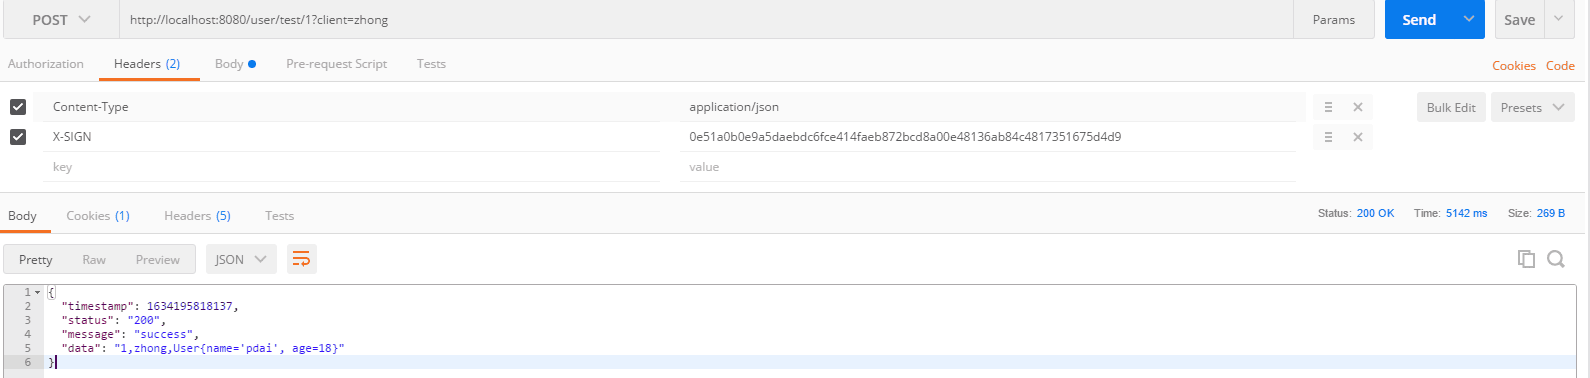 POST http://localhost:8080/user/test/1?client=zhong Params Send Save
Authorization Headers (2) Body Pre-request Script Tests Cookies Code
Content-Type application/json Bulk Edit Presets
X-SIGN 0e51a0b0e9a5daebdc6fce414faeb872bcd8a00e48136ab84c4817351675d4d9
key value
Body Cookies (1) Headers (5) Tests Status: 200 OK Time: 5142 ms Size: 269 B
Pretty Raw Preview JSON
1 {
2 "timestamp": 1634195818137,
3 "status": "200",
4 "message": "success",
5 "data": "1,zhong,User{name='pdai', age=18}"
6 }